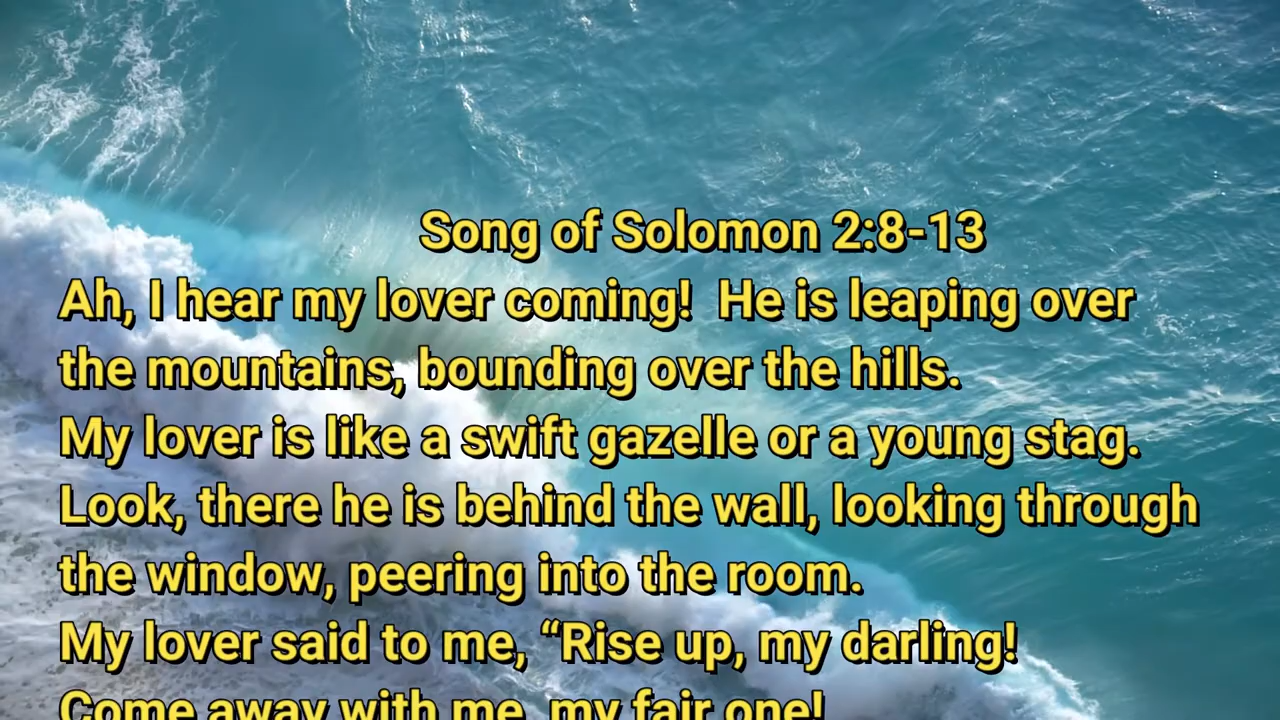 Song of Solomon 2:8-13
Ah, I hear my lover coming!  He is leaping over
the mountains, bounding over the hills.
My lover is like a swift gazelle or a young stag.
Look, there he is behind the wall, looking through
the window, peering into the room.
My lover said to me, “Rise up, my darling!
Come away with me, my fair one!